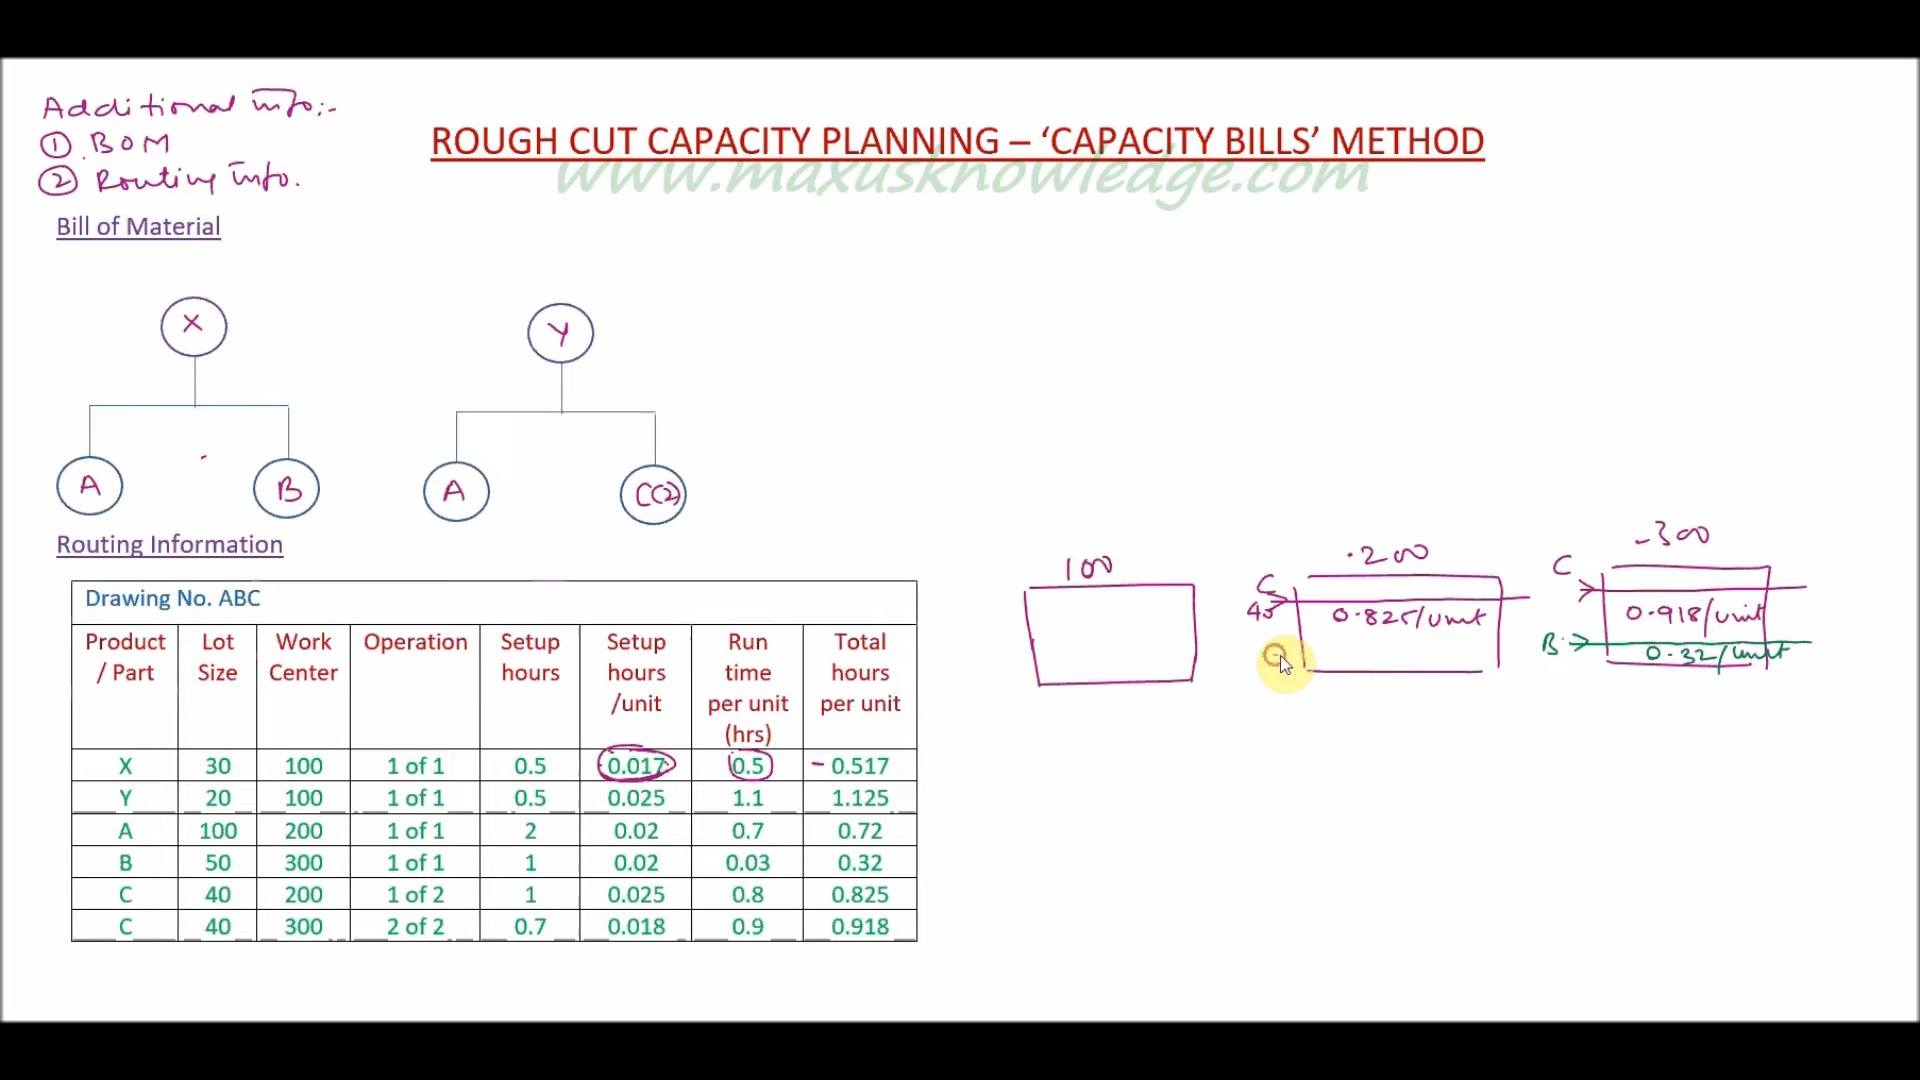 Additional info:-
① BOM
② Routing info.
ROUGH CUT CAPACITY PLANNING – ‘CAPACITY BILLS’ METHOD
www.maxusknowledge.com
Bill of Material
X
Y
A
B
A
C(2)
Routing Information
Drawing No. ABC
Product / Part Lot Size Work Center Operation Setup hours Setup hours /unit Run time per unit (hrs) Total hours per unit
X 30 100 1 of 1 0.5 0.017 0.5 0.517
Y 20 100 1 of 1 0.5 0.025 1.1 1.125
A 100 200 1 of 1 2 0.02 0.7 0.72
B 50 300 1 of 1 1 0.02 0.03 0.32
C 40 200 1 of 2 1 0.025 0.8 0.825
C 40 300 2 of 2 0.7 0.018 0.9 0.918
100
200
C
0.825/unit
300
C
0.918/unit
B
0.32/unit